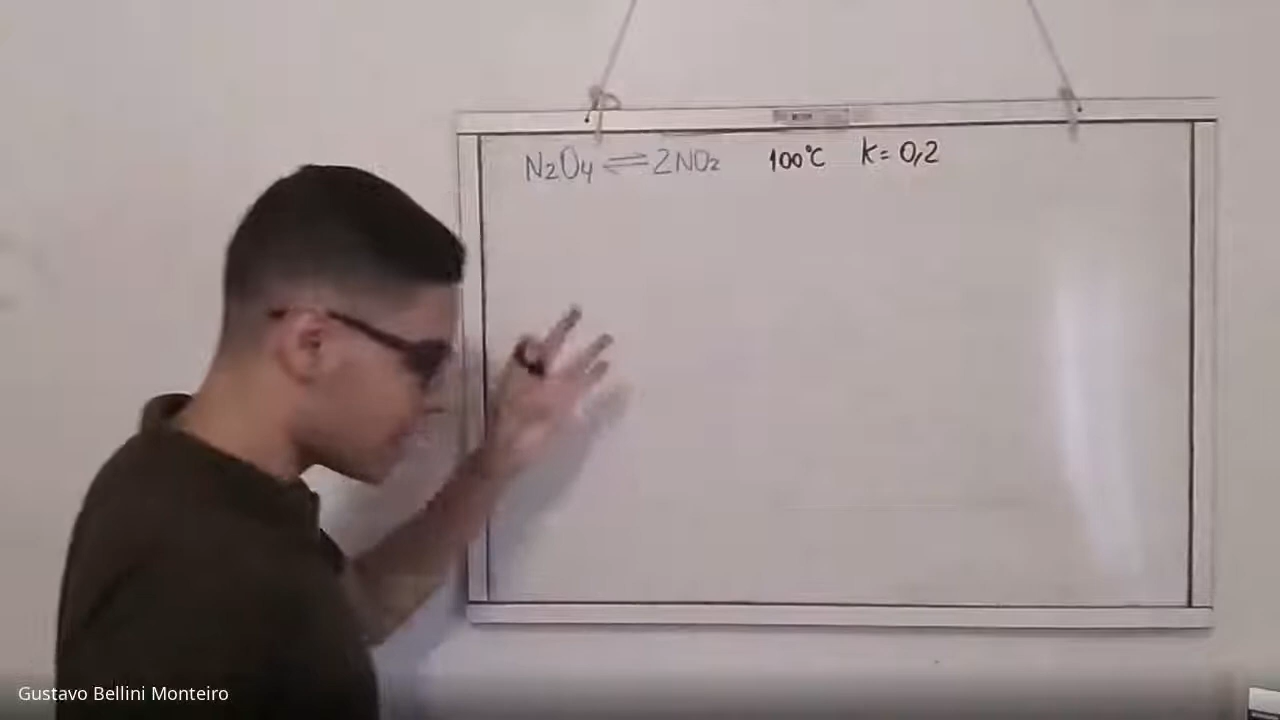 N2O4 ⇌ 2NO2 100°C K= 0,2
Gustavo Bellini Monteiro